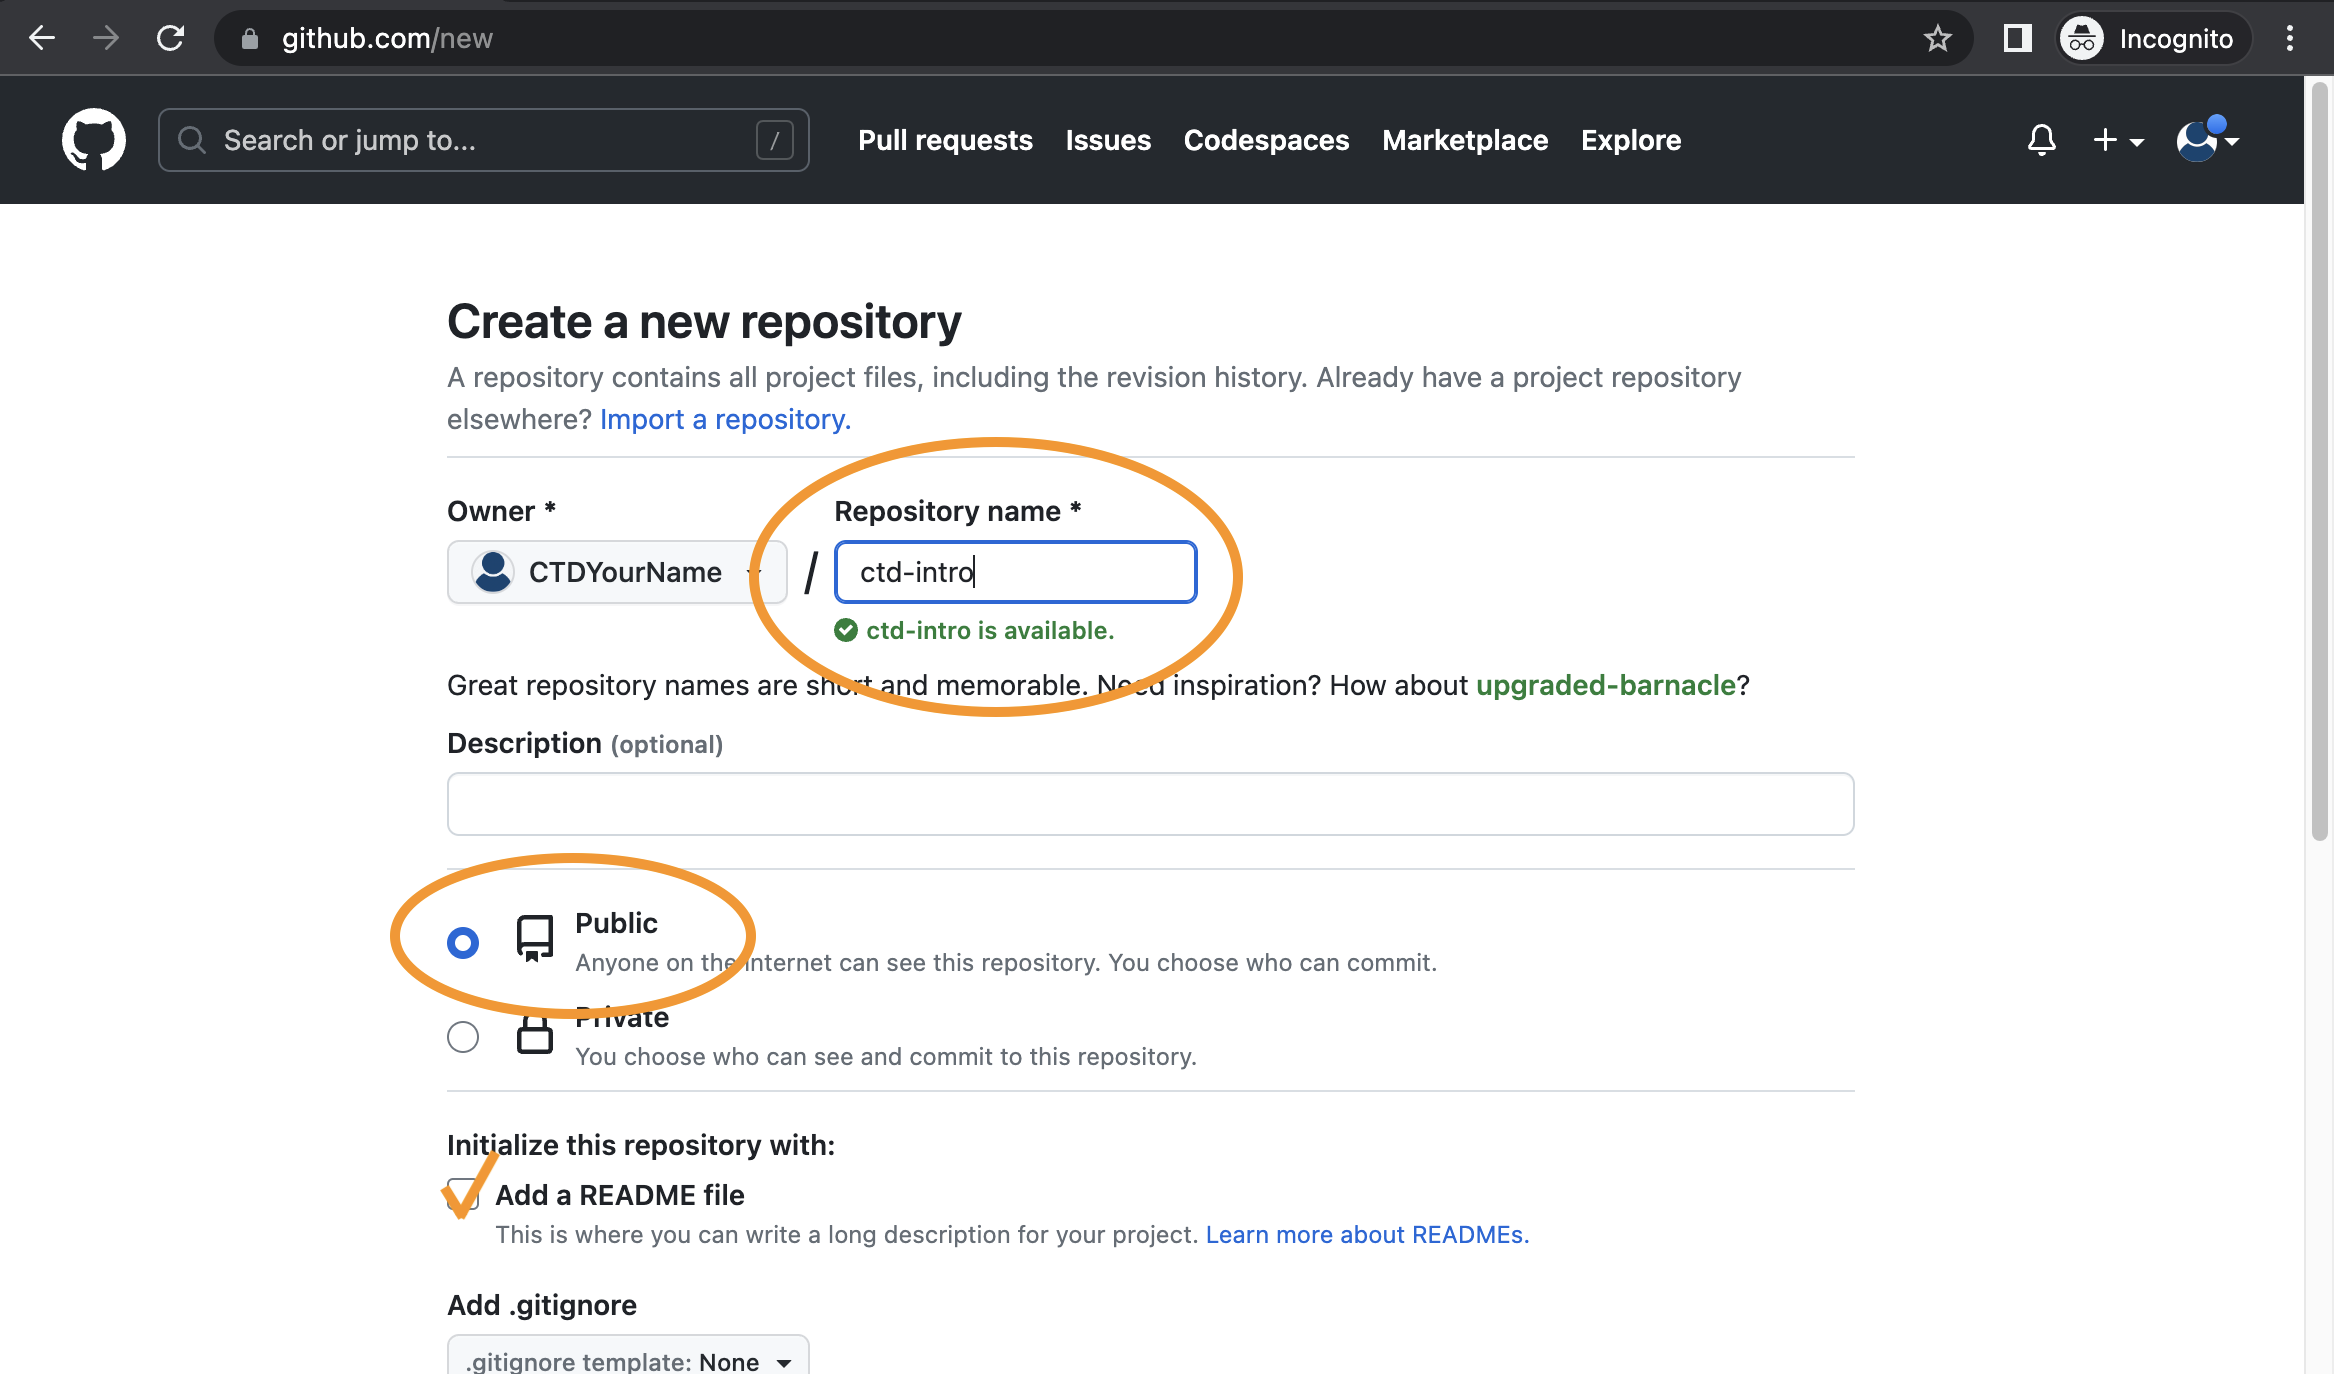 github.com/new
Incognito
Search or jump to...
/
Pull requests Issues Codespaces Marketplace Explore
Create a new repository
A repository contains all project files, including the revision history. Already have a project repository
elsewhere? Import a repository.
Owner * Repository name *
CTDYourName / ctd-intro
ctd-intro is available.
Great repository names are short and memorable. Need inspiration? How about upgraded-barnacle?
Description (optional)
Public
Anyone on the internet can see this repository. You choose who can commit.
Private
You choose who can see and commit to this repository.
Initialize this repository with:
Add a README file
This is where you can write a long description for your project. Learn more about READMEs.
Add .gitignore
.gitignore template: None